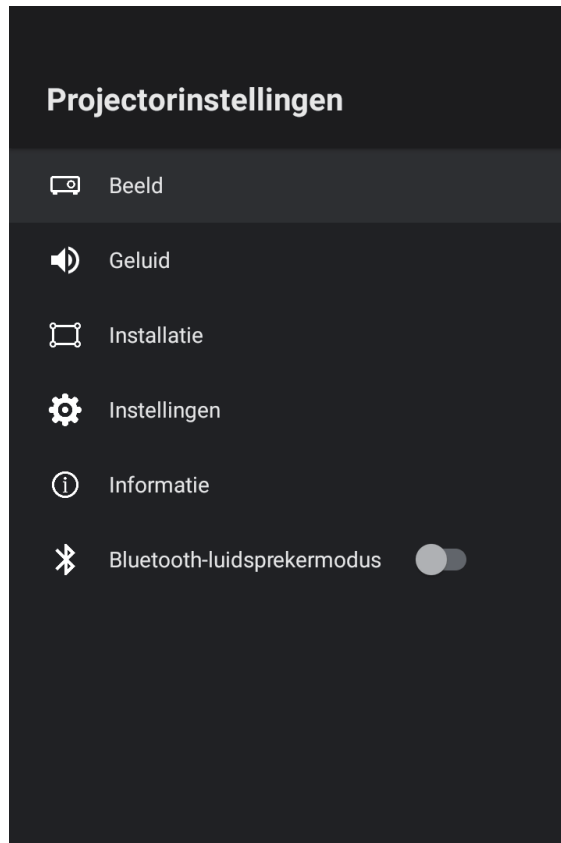 Projectorinstellingen
Beeld
Geluid
Installatie
Instellingen
Informatie
Bluetooth-luidsprekermodus